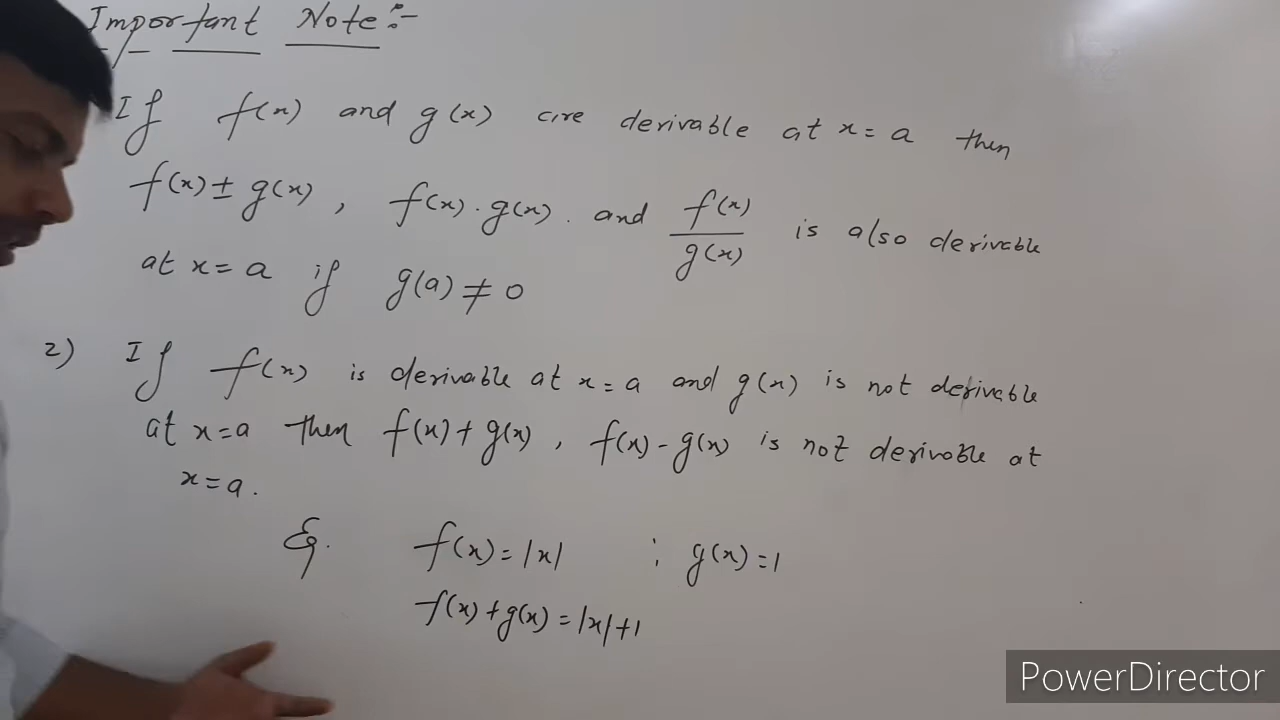 Important Note:-
If f(x) and g(x) are derivable at x = a then
f(x) ± g(x), f(x).g(x). and f(x)/g(x) is also derivable
at x = a if g(a) ≠ 0
2) If f(x) is derivable at x = a and g(x) is not derivable
at x = a then f(x) + g(x), f(x) - g(x) is not derivable at
x = a.
Eg. f(x) = |x| ; g(x) = 1
f(x) + g(x) = |x| + 1
PowerDirector